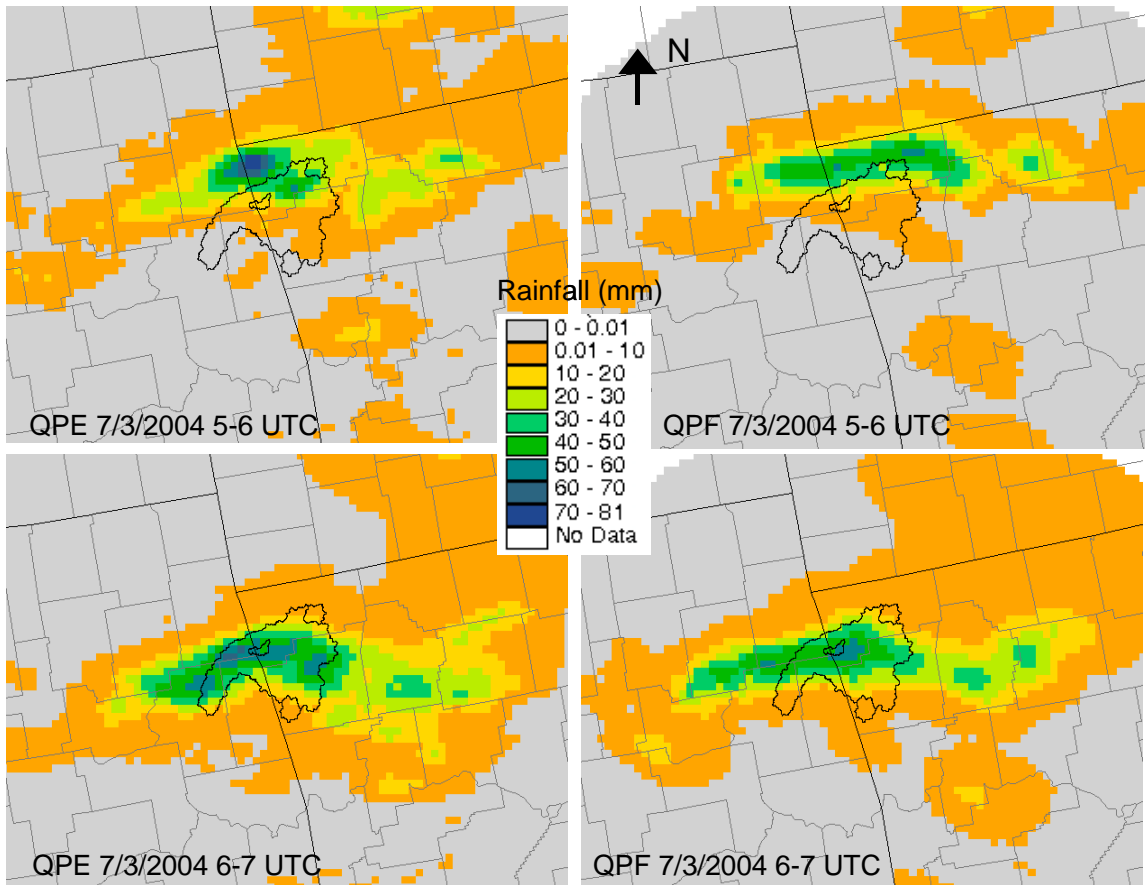 N
Rainfall (mm)
0 - 0.01
0.01 - 10
10 - 20
20 - 30
30 - 40
40 - 50
50 - 60
60 - 70
70 - 81
No Data
QPE 7/3/2004 5-6 UTC
QPF 7/3/2004 5-6 UTC
QPE 7/3/2004 6-7 UTC
QPF 7/3/2004 6-7 UTC